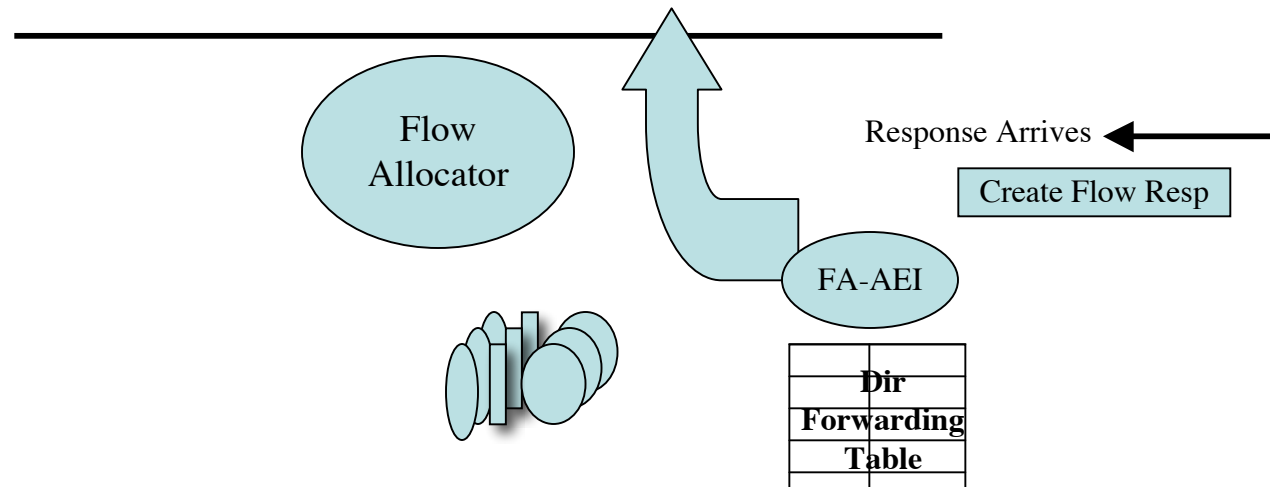 Flow
Allocator
Response Arrives
Create Flow Resp
FA-AEI
Dir
Forwarding
Table